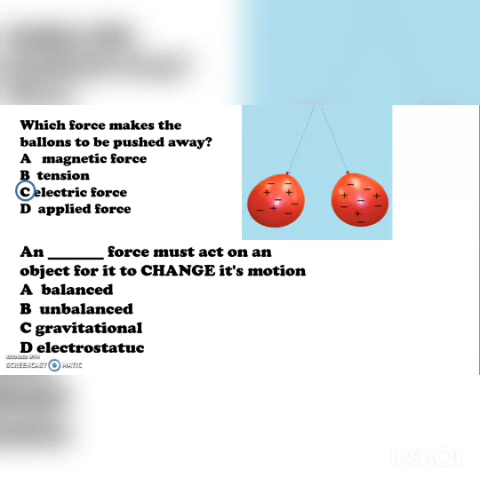 Which force makes the
ballons to be pushed away?
A magnetic force
B tension
C electric force
D applied force
An ______ force must act on an
object for it to CHANGE it's motion
A balanced
B unbalanced
C gravitational
D electrostatuc
RECORDED WITH
SCREENCAST MATIC